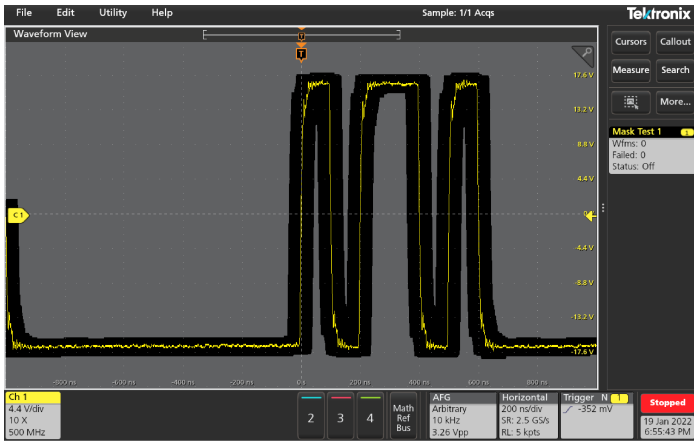 File Edit Utility Help Sample: 1/1 Acqs Tektronix
Waveform View
T
T
Cursors Callout
Measure Search
More...
17.6 V
13.2 V
8.8 V
4.4 V
0 V
-4.4 V
-8.8 V
-13.2 V
-17.6 V
C1
Mask Test 1 1
Wfms: 0
Failed: 0
Status: Off
-800 ns -600 ns -400 ns -200 ns 0 s 200 ns 400 ns 600 ns 800 ns
Ch 1
4.4 V/div
10 X
500 MHz
2 3 4
Math
Ref
Bus
AFG
Arbitrary
10 kHz
3.26 Vpp
Horizontal
200 ns/div
SR: 2.5 GS/s
RL: 5 kpts
Trigger N 1
-352 mV
Stopped
19 Jan 2022
6:55:43 PM